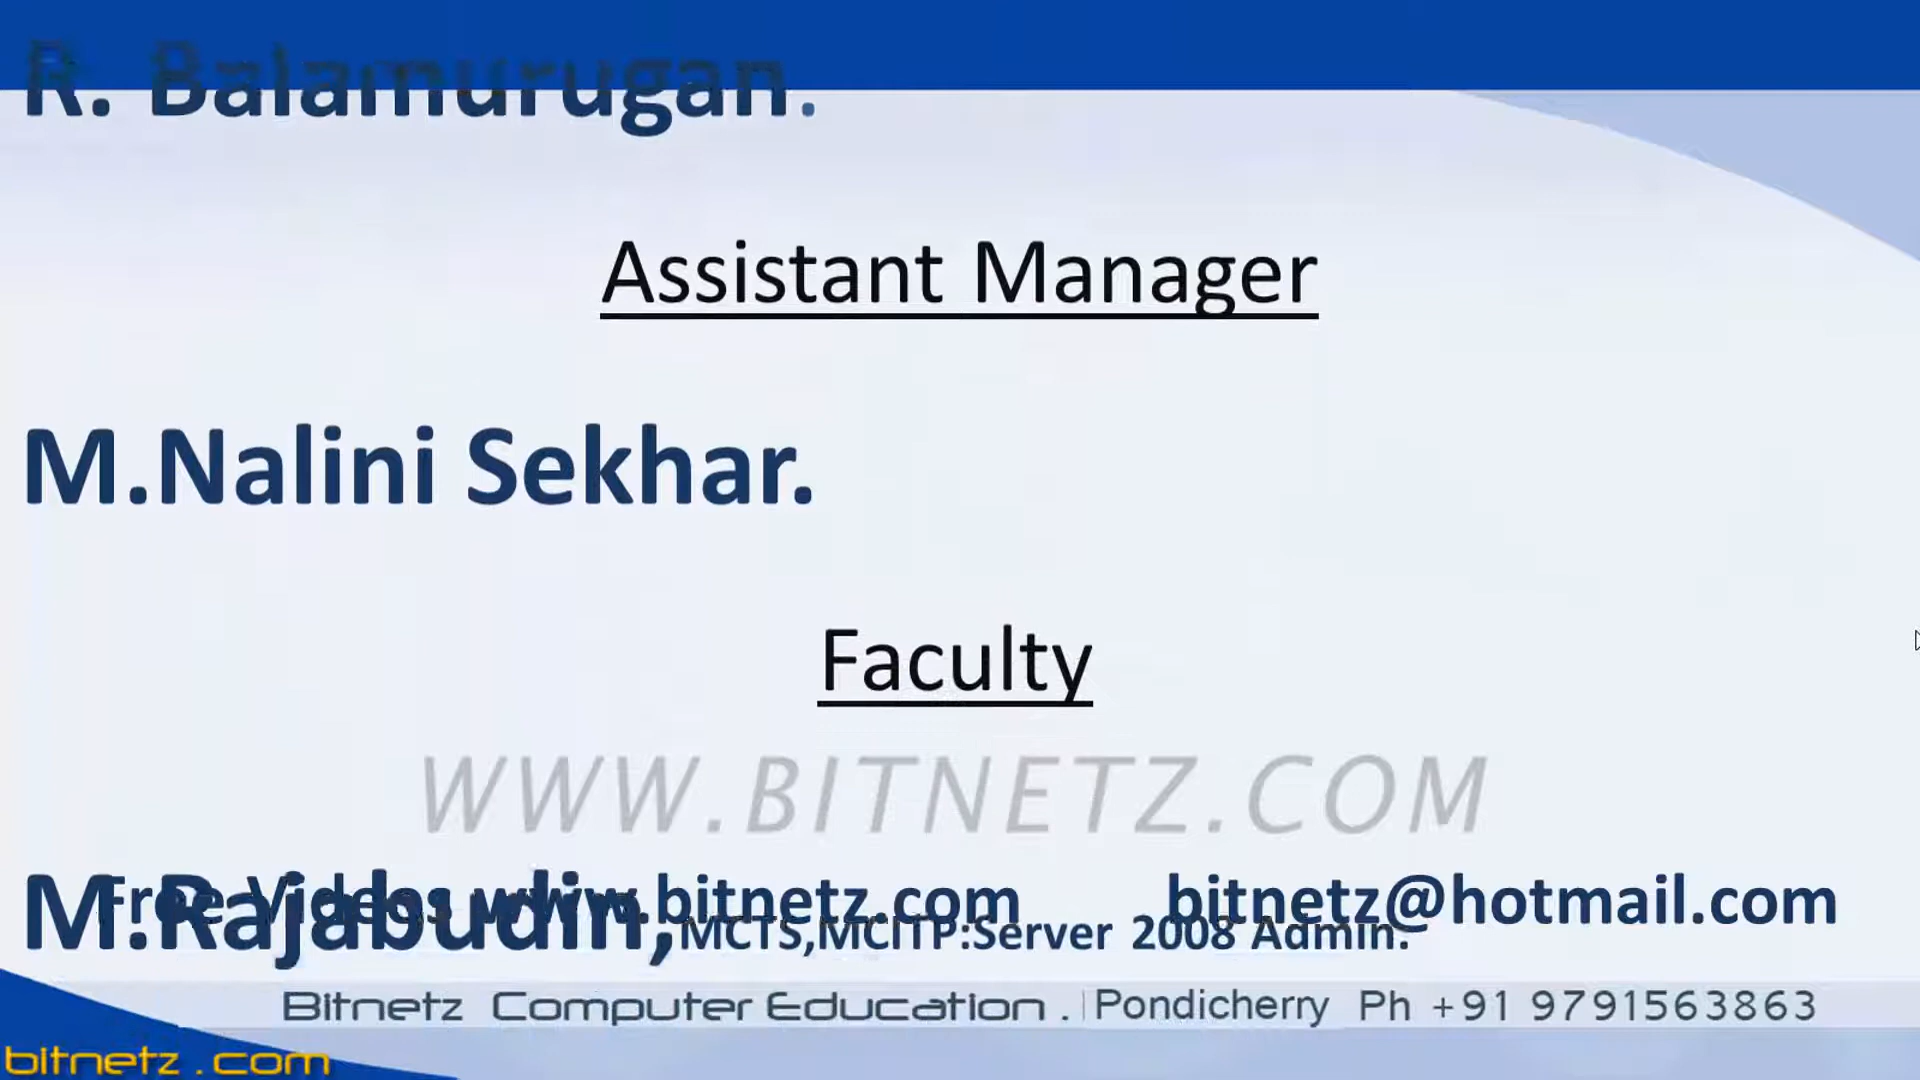 R. Balamurugan.
Assistant Manager
M.Nalini Sekhar.
Faculty
WWW.BITNETZ.COM
Free Videos www.bitnetz.com bitnetz@hotmail.com
M.Rajabudin,MCTS,MCITP:Server 2008 Admin.
Bitnetz Computer Education . Pondicherry Ph +91 9791563863
bitnetz.com